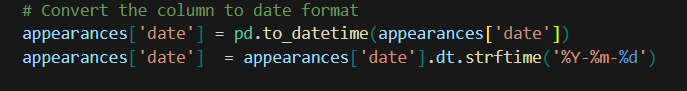 # Convert the column to date format
appearances['date'] = pd.to_datetime(appearances['date'])
appearances['date']  = appearances['date'].dt.strftime('%Y-%m-%d')